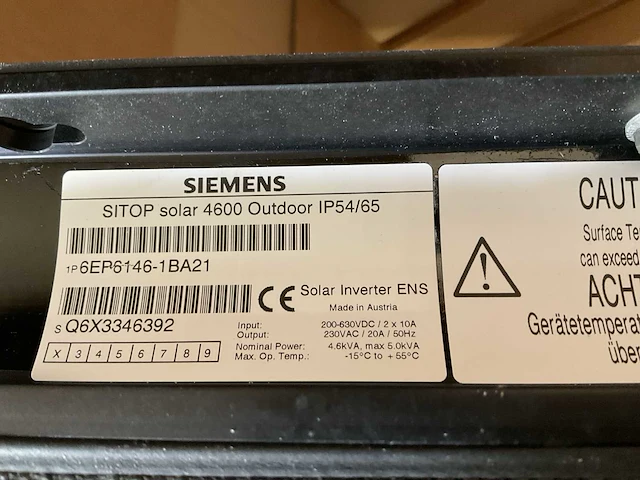 SIEMENS
SITOP solar 4600 Outdoor IP54/65
1P 6EP6146-1BA21
CE Solar Inverter ENS
Made in Austria
S Q6X3346392
Input: 200-630VDC / 2 x 10A
Output: 230VAC / 20A / 50Hz
Nominal Power: 4.6kVA, max 5.0kVA
Max. Op. Temp.: -15°C to + 55°C
X 3 4 5 6 7 8 9
CAUT
Surface Te
can exceed
ACHT
Gerätetemperat
über